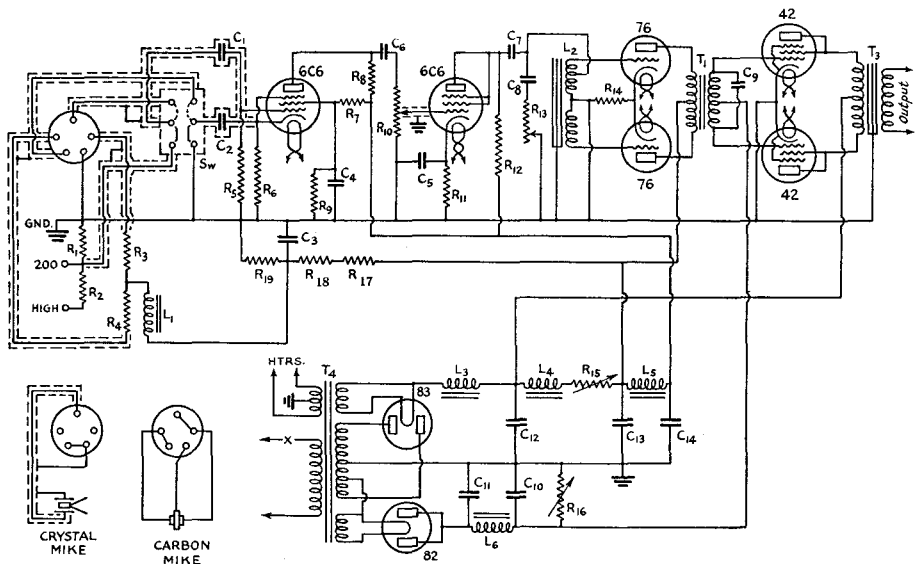 C1
C2
Sw
GND.
200
HIGH
R1
R2
R3
R4
L1
R5
R6
6C6
R7
R8
R9
C3
C4
C6
R10
C5
6C6
R11
R12
C7
C8
R13
L2
R14
76
76
T1
C9
42
42
T3
output
R19
R18
R17
HTRS.
T4
X
83
82
L3
L4
R15
L5
C12
C13
C14
C11
C10
R16
L6
CRYSTAL
MIKE
CARBON
MIKE